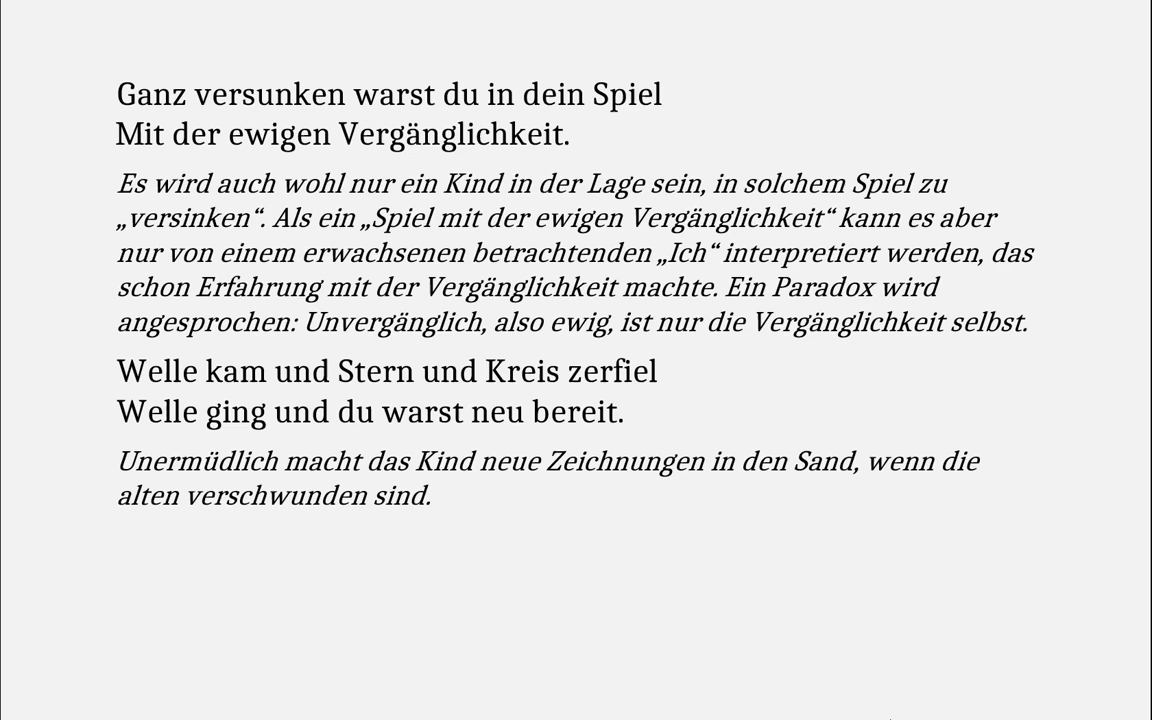 Ganz versunken warst du in dein Spiel
Mit der ewigen Vergänglichkeit.
Es wird auch wohl nur ein Kind in der Lage sein, in solchem Spiel zu
„versinken“. Als ein „Spiel mit der ewigen Vergänglichkeit“ kann es aber
nur von einem erwachsenen betrachtenden „Ich“ interpretiert werden, das
schon Erfahrung mit der Vergänglichkeit machte. Ein Paradox wird
angesprochen: Unvergänglich, also ewig, ist nur die Vergänglichkeit selbst.
Welle kam und Stern und Kreis zerfiel
Welle ging und du warst neu bereit.
Unermüdlich macht das Kind neue Zeichnungen in den Sand, wenn die
alten verschwunden sind.